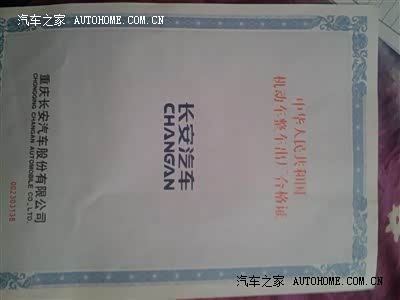 汽车之家 AUTOHOME.COM.CN
中华人民共和国
机动车整车出厂合格证
长安汽车
CHANGAN
重庆长安汽车股份有限公司
CHONGQING CHANGAN AUTOMOBILE CO., LTD.
002303138
汽车之家 AUTOHOME.COM.CN